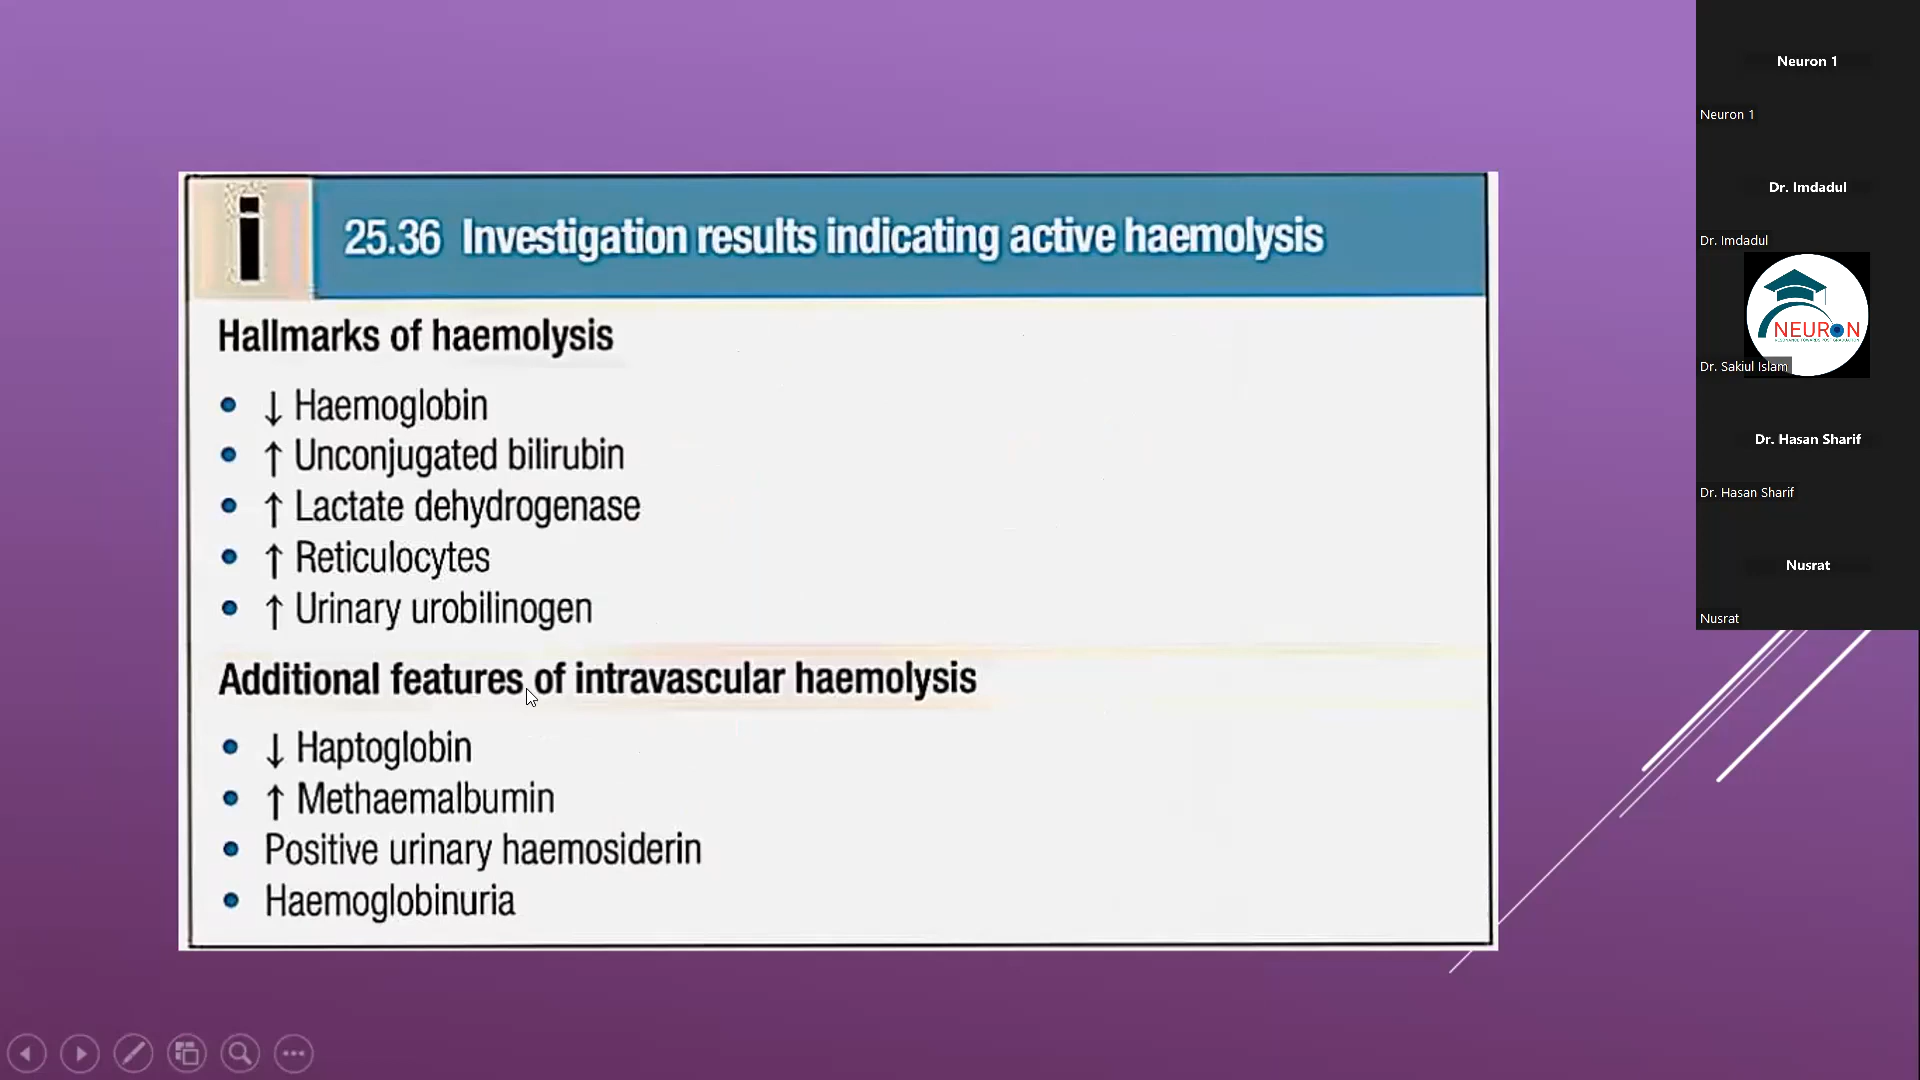 i
25.36 Investigation results indicating active haemolysis
Hallmarks of haemolysis
• ↓ Haemoglobin
• ↑ Unconjugated bilirubin
• ↑ Lactate dehydrogenase
• ↑ Reticulocytes
• ↑ Urinary urobilinogen
Additional features of intravascular haemolysis
• ↓ Haptoglobin
• ↑ Methaemalbumin
• Positive urinary haemosiderin
• Haemoglobinuria
Neuron 1
Neuron 1
Dr. Imdadul
Dr. Imdadul
NEURON
Dr. Sakiul Islam
Dr. Hasan Sharif
Dr. Hasan Sharif
Nusrat
Nusrat